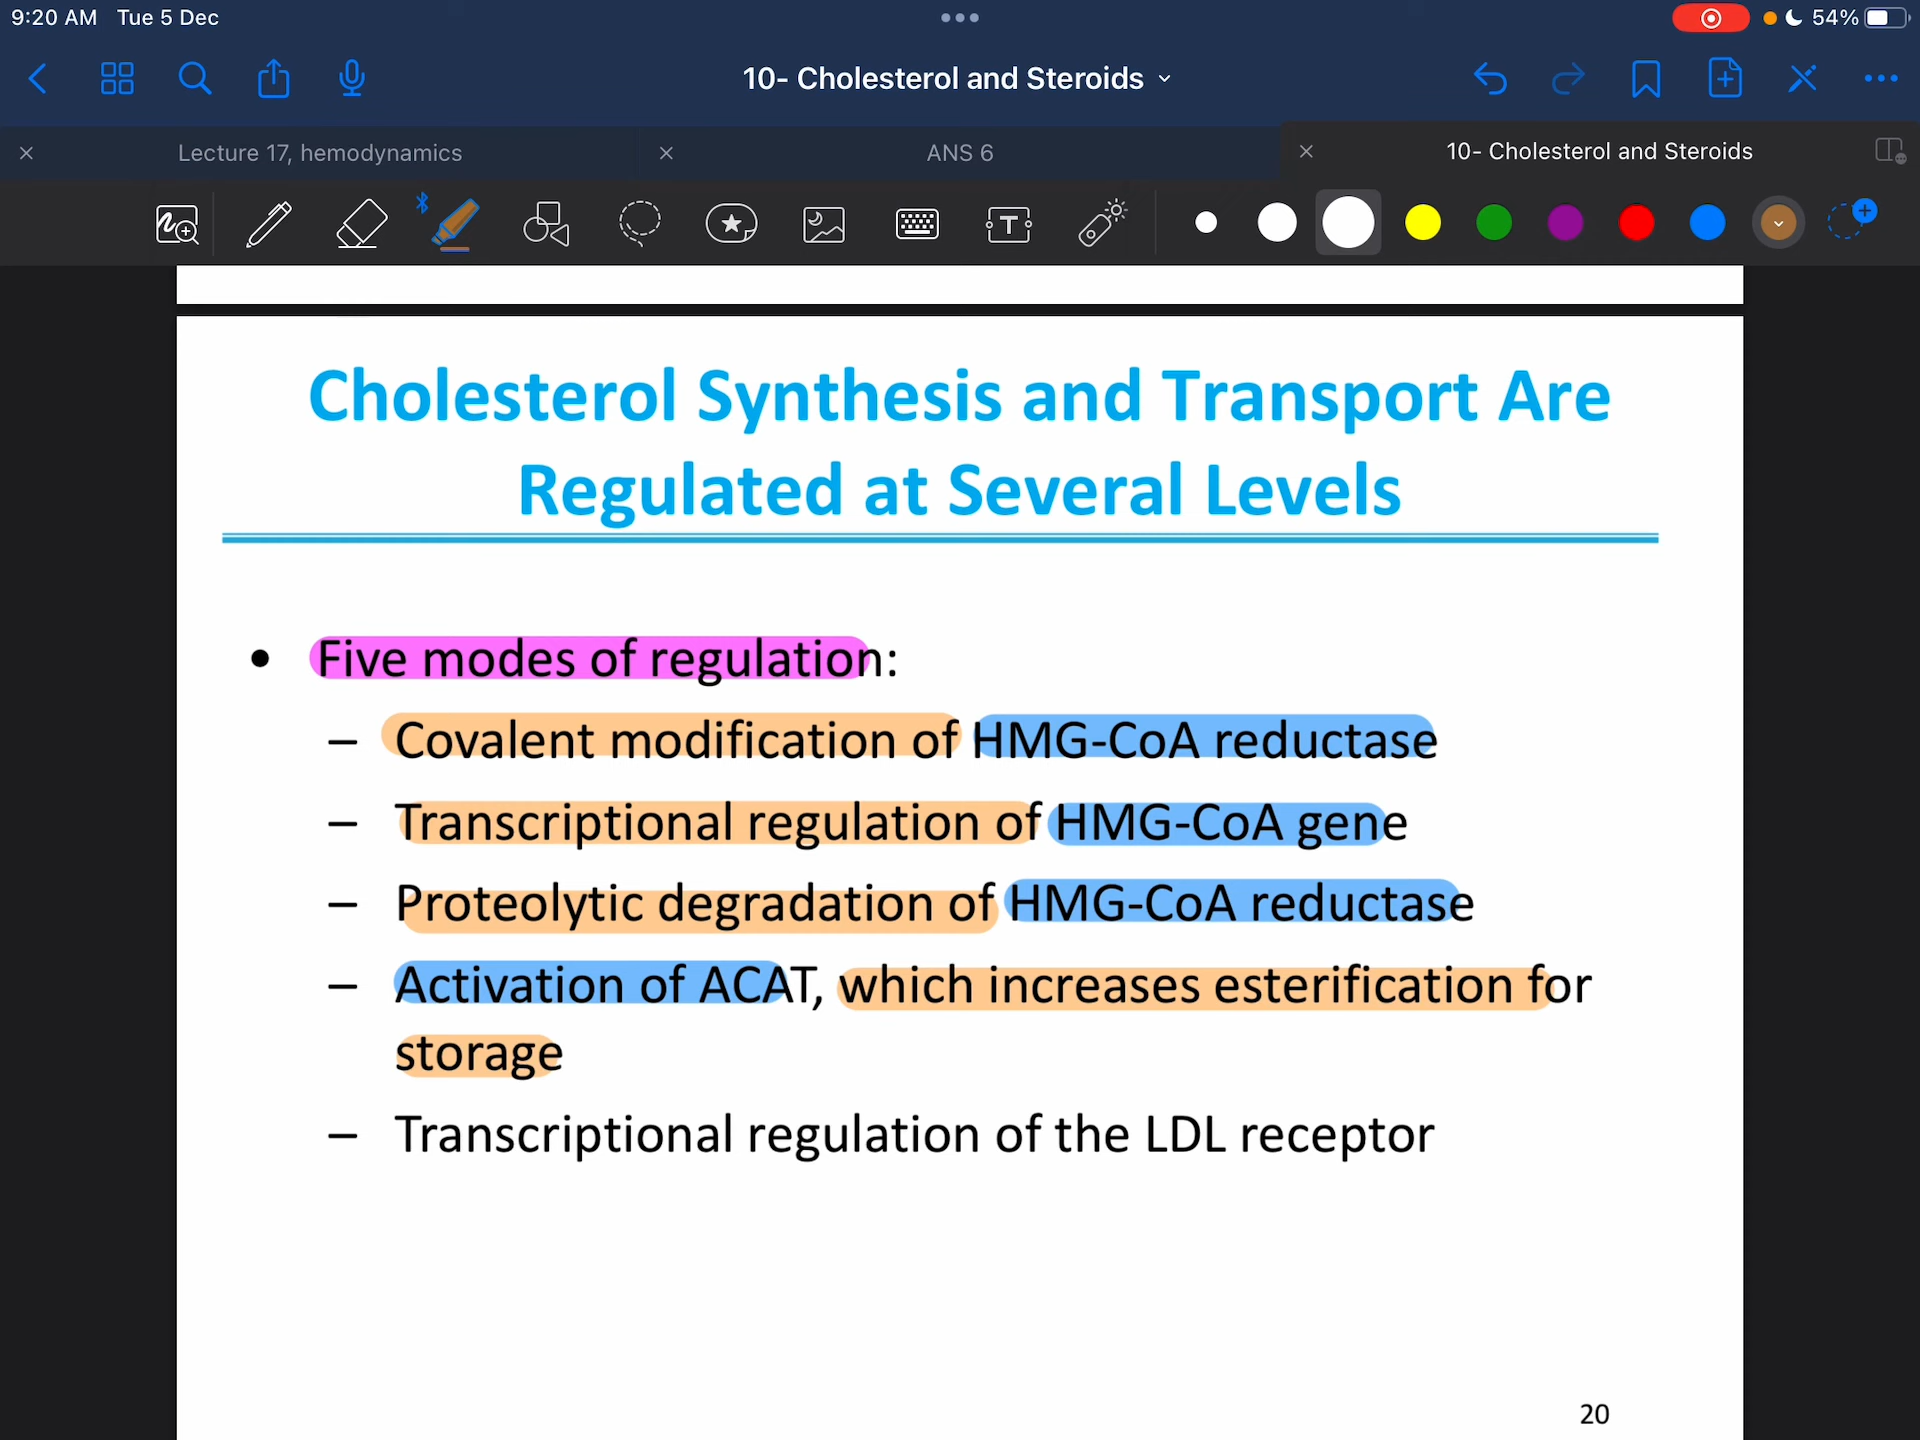 9:20 AM Tue 5 Dec
54%
10- Cholesterol and Steroids
Lecture 17, hemodynamics
ANS 6
10- Cholesterol and Steroids
Cholesterol Synthesis and Transport Are
Regulated at Several Levels
• Five modes of regulation:
– Covalent modification of HMG-CoA reductase
– Transcriptional regulation of HMG-CoA gene
– Proteolytic degradation of HMG-CoA reductase
– Activation of ACAT, which increases esterification for
storage
– Transcriptional regulation of the LDL receptor
20